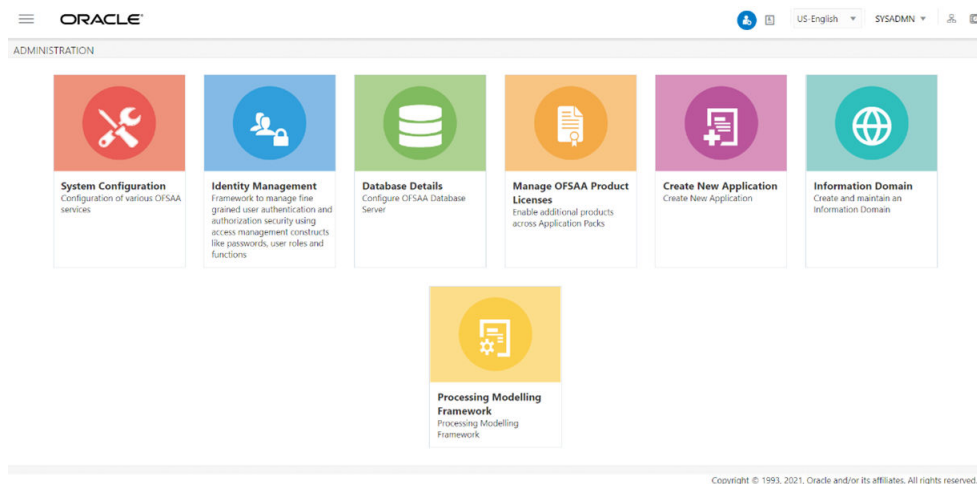 ORACLE
US-English
SYSADMN
ADMINISTRATION
System Configuration
Configuration of various OFSAA
services
Identity Management
Framework to manage fine
grained user authentication and
authorization security using
access management constructs
like passwords, user roles and
functions
Database Details
Configure OFSAA Database
Server
Manage OFSAA Product
Licenses
Enable additional products
across Application Packs
Create New Application
Create New Application
Information Domain
Create and maintain an
Information Domain
Processing Modelling
Framework
Processing Modelling
Framework
Copyright © 1993, 2021, Oracle and/or its affiliates. All rights reserved.